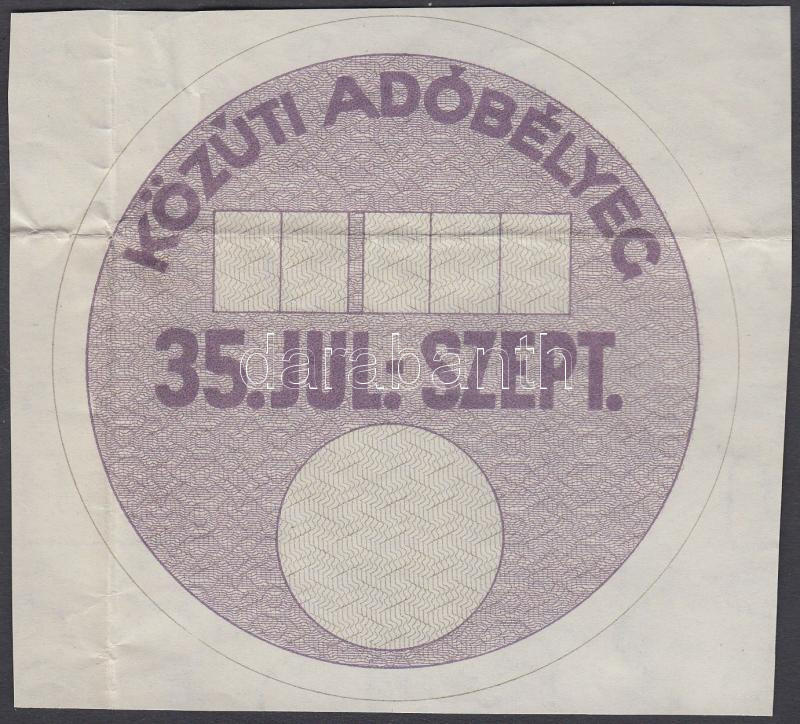 KÖZÚTI ADÓBÉLYEG
35. JUL.- SZEPT.
darabanth